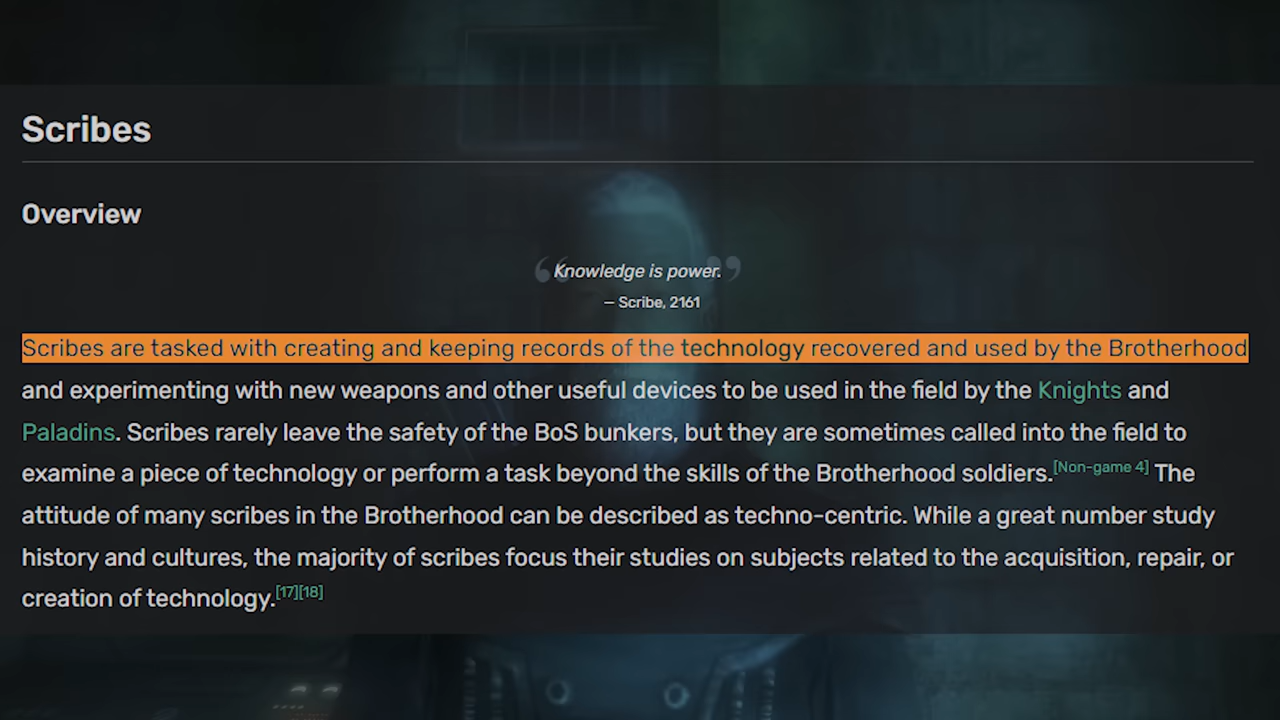 Scribes
Overview
“Knowledge is power.”
— Scribe, 2161
Scribes are tasked with creating and keeping records of the technology recovered and used by the Brotherhood
and experimenting with new weapons and other useful devices to be used in the field by the Knights and
Paladins. Scribes rarely leave the safety of the BoS bunkers, but they are sometimes called into the field to
examine a piece of technology or perform a task beyond the skills of the Brotherhood soldiers.[Non-game 4] The
attitude of many scribes in the Brotherhood can be described as techno-centric. While a great number study
history and cultures, the majority of scribes focus their studies on subjects related to the acquisition, repair, or
creation of technology.[17][18]